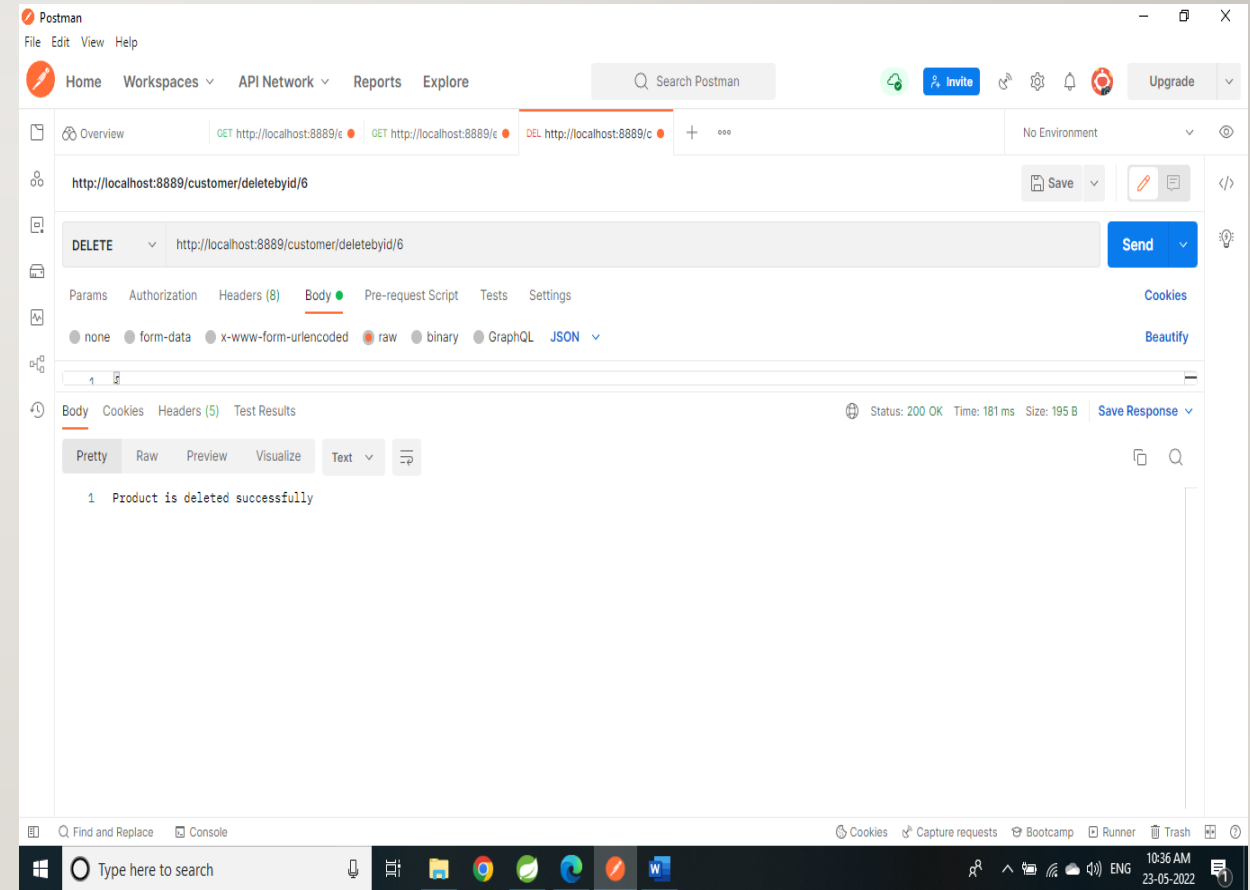 Postman
File Edit View Help
Home Workspaces API Network Reports Explore Search Postman Invite Upgrade
Overview GET http://localhost:8889/e GET http://localhost:8889/e DEL http://localhost:8889/c No Environment
http://localhost:8889/customer/deletebyid/6 Save
DELETE http://localhost:8889/customer/deletebyid/6 Send
Params Authorization Headers (8) Body Pre-request Script Tests Settings Cookies
none form-data x-www-form-urlencoded raw binary GraphQL JSON Beautify
1
Body Cookies Headers (5) Test Results Status: 200 OK Time: 181 ms Size: 195 B Save Response
Pretty Raw Preview Visualize Text
1 Product is deleted successfully
Find and Replace Console Cookies Capture requests Bootcamp Runner Trash
Type here to search W ENG 10:36 AM
23-05-2022 1